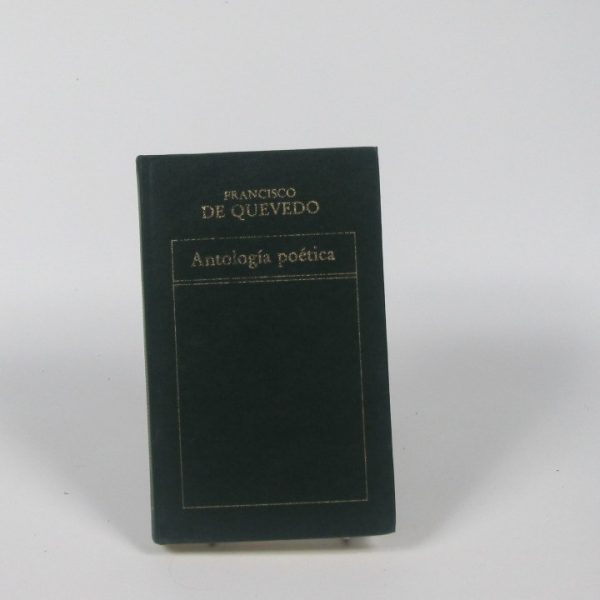 FRANCISCO
DE QUEVEDO
Antología poética